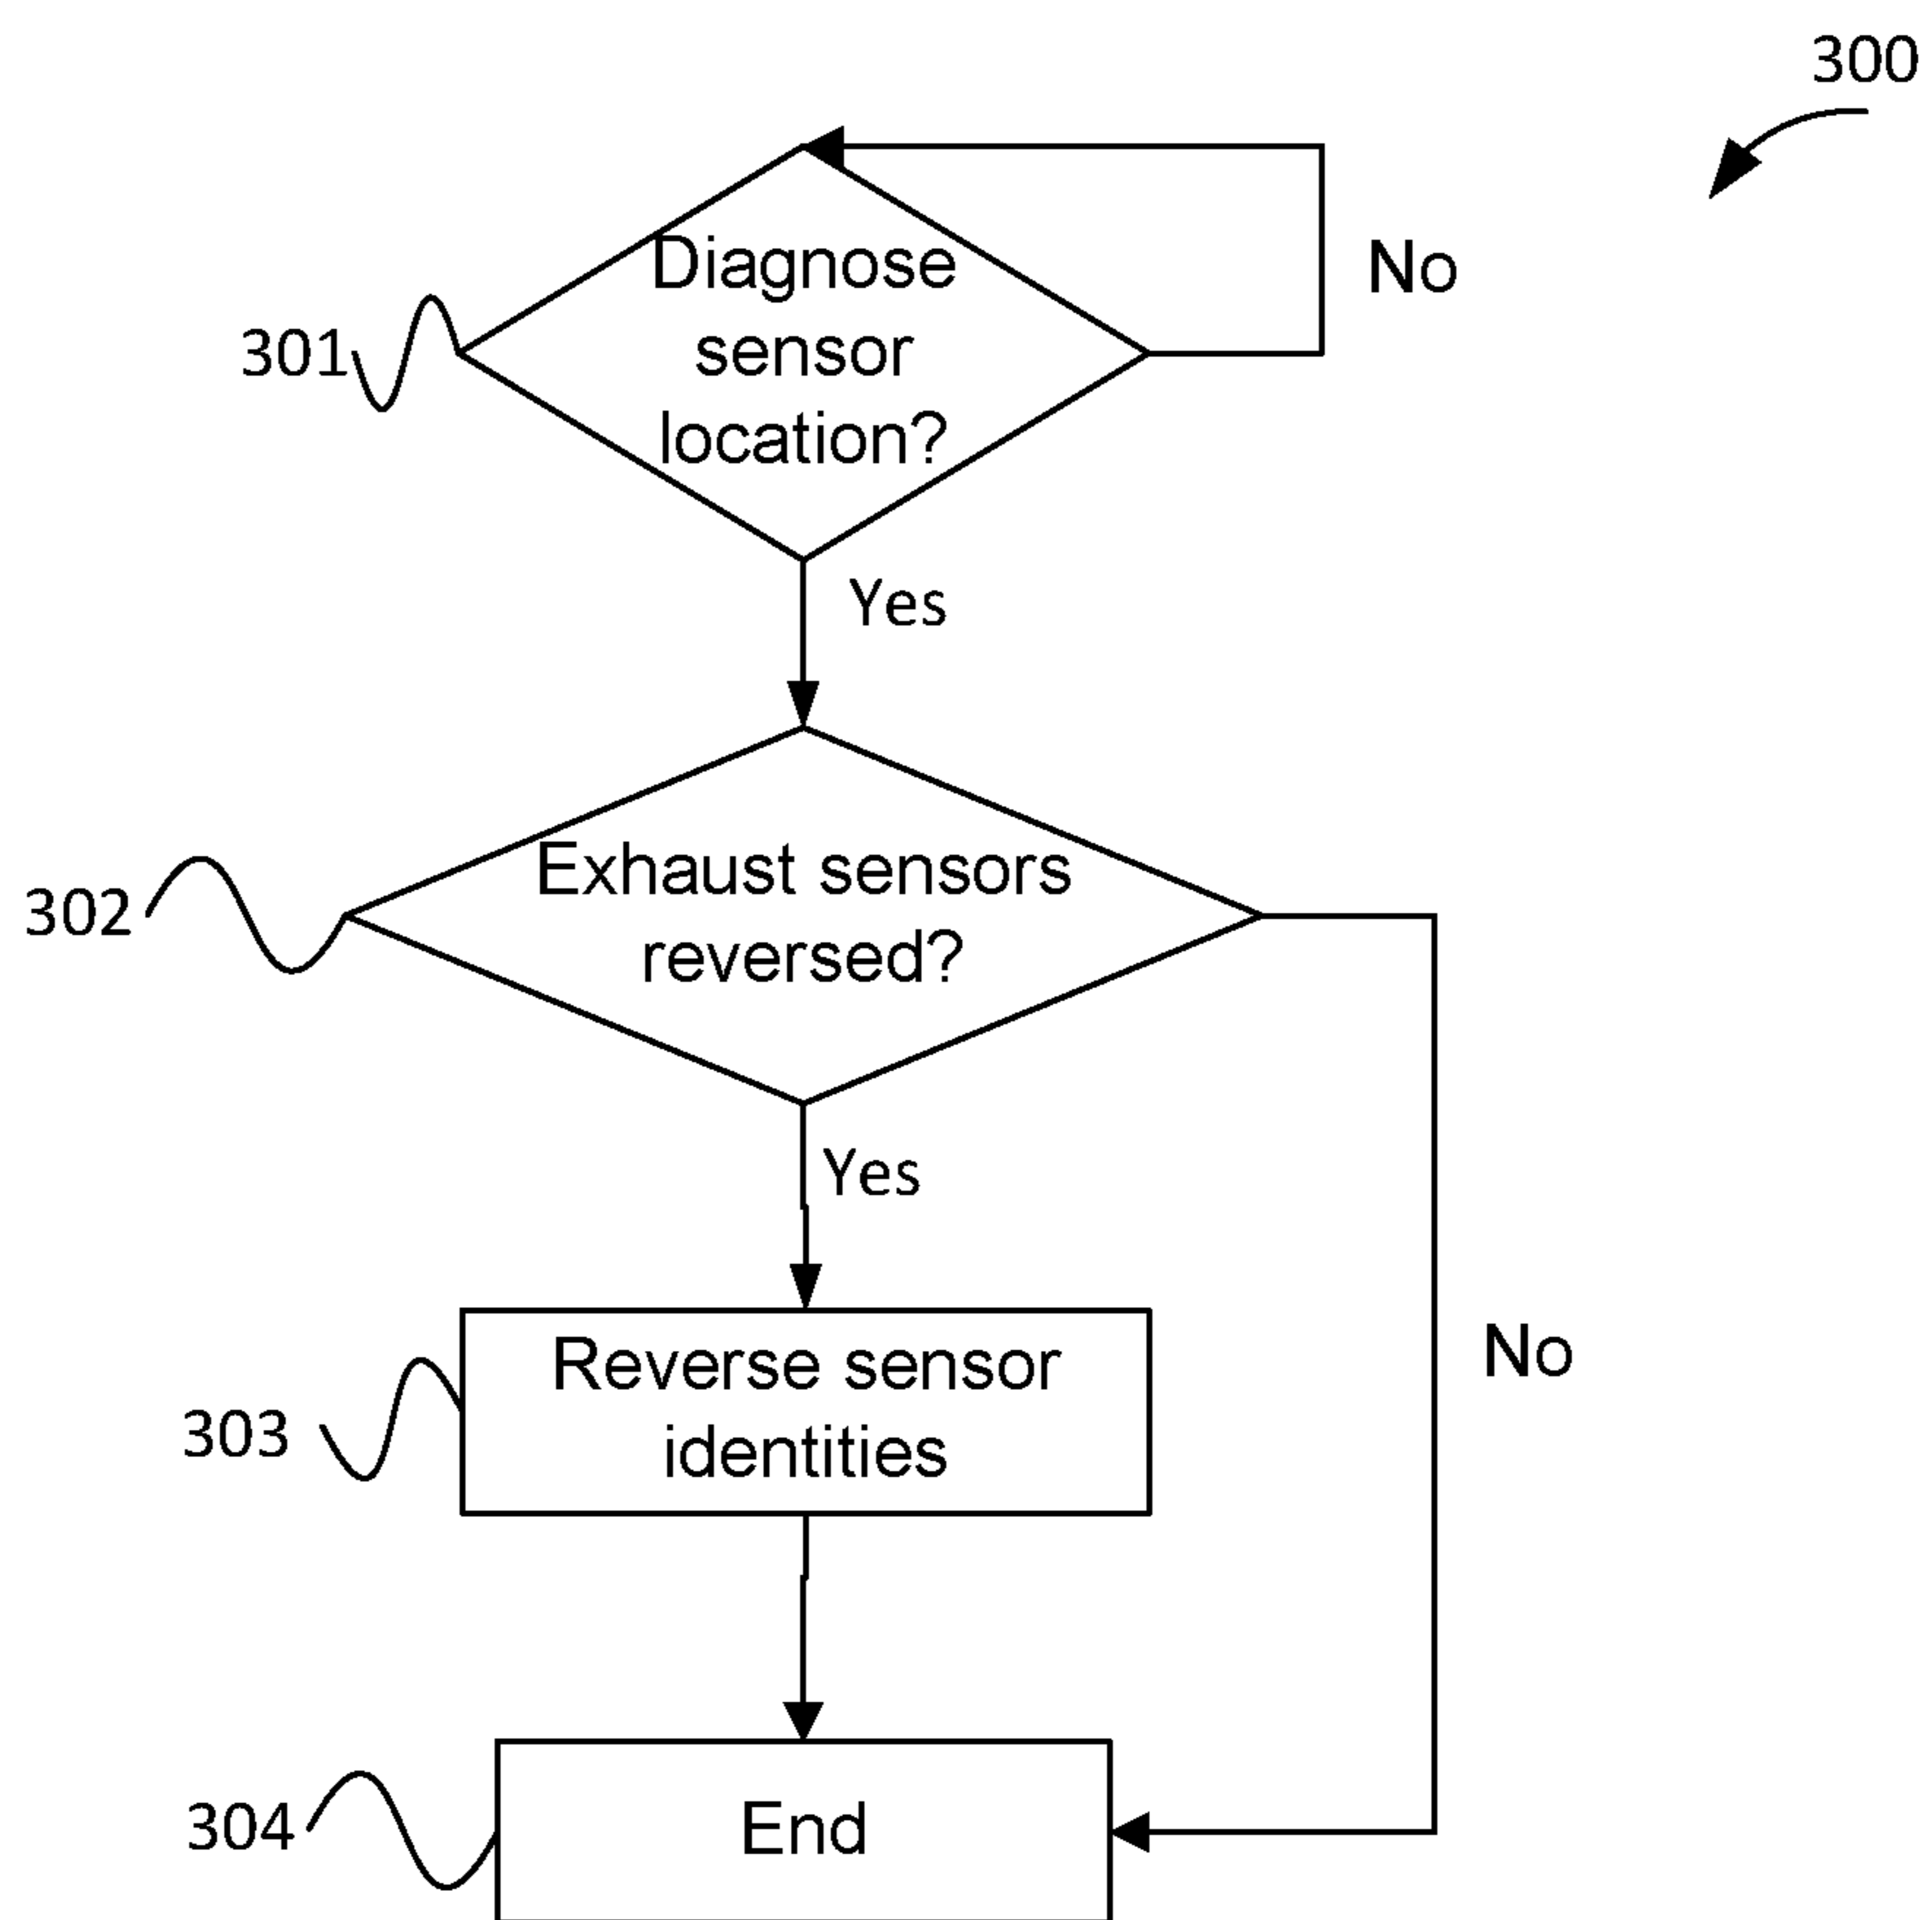 300
Diagnose
sensor
location?
No
301
Yes
Exhaust sensors
reversed?
302
Yes
Reverse sensor
identities
No
303
End
304